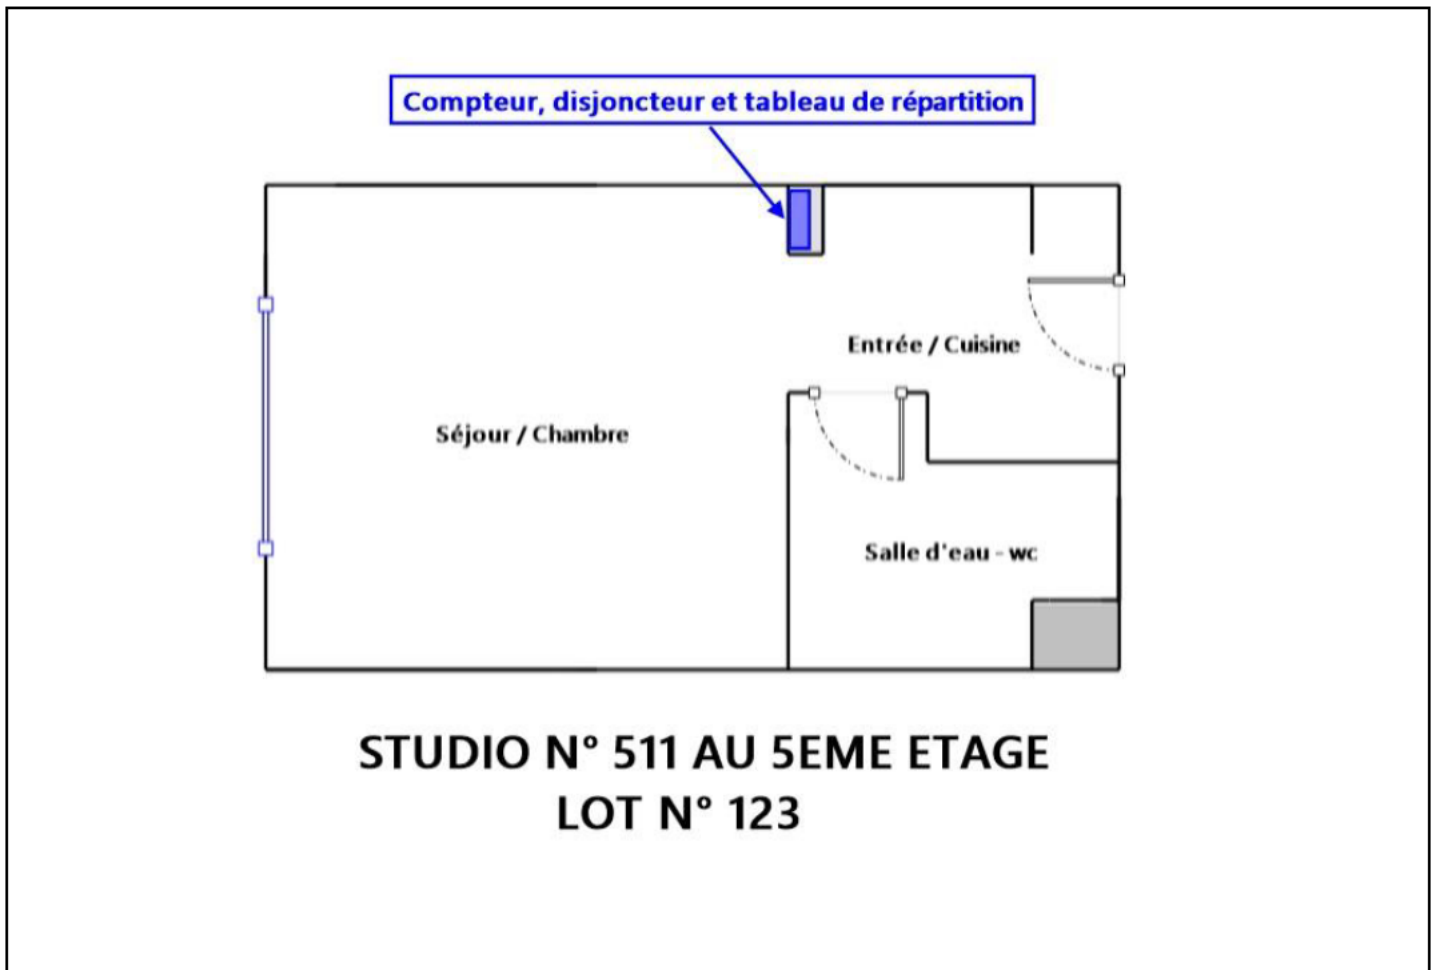 Compteur, disjoncteur et tableau de répartition
Entrée / Cuisine
Séjour / Chambre
Salle d'eau - wc
STUDIO N° 511 AU 5EME ETAGE
LOT N° 123